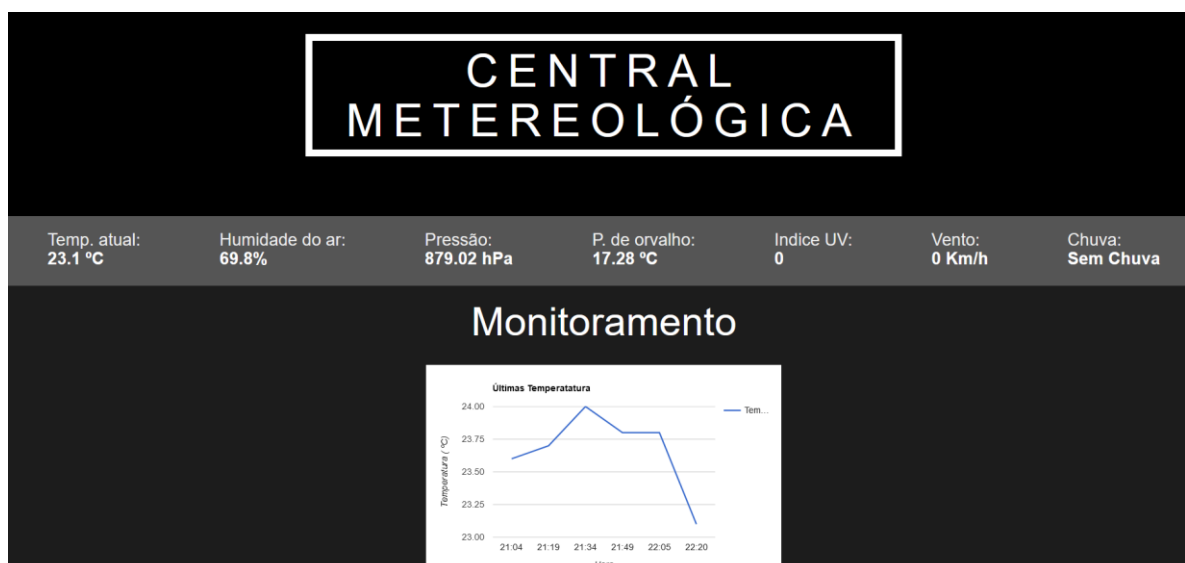 CENTRAL
METEREOLÓGICA
Temp. atual:
23.1 ºC
Humidade do ar:
69.8%
Pressão:
879.02 hPa
P. de orvalho:
17.28 ºC
Indice UV:
0
Vento:
0 Km/h
Chuva:
Sem Chuva
Monitoramento
Últimas Temperatatura
Tem...
Temperatura ( ºC)
24.00
23.75
23.50
23.25
23.00
21:04 21:19 21:34 21:49 22:05 22:20